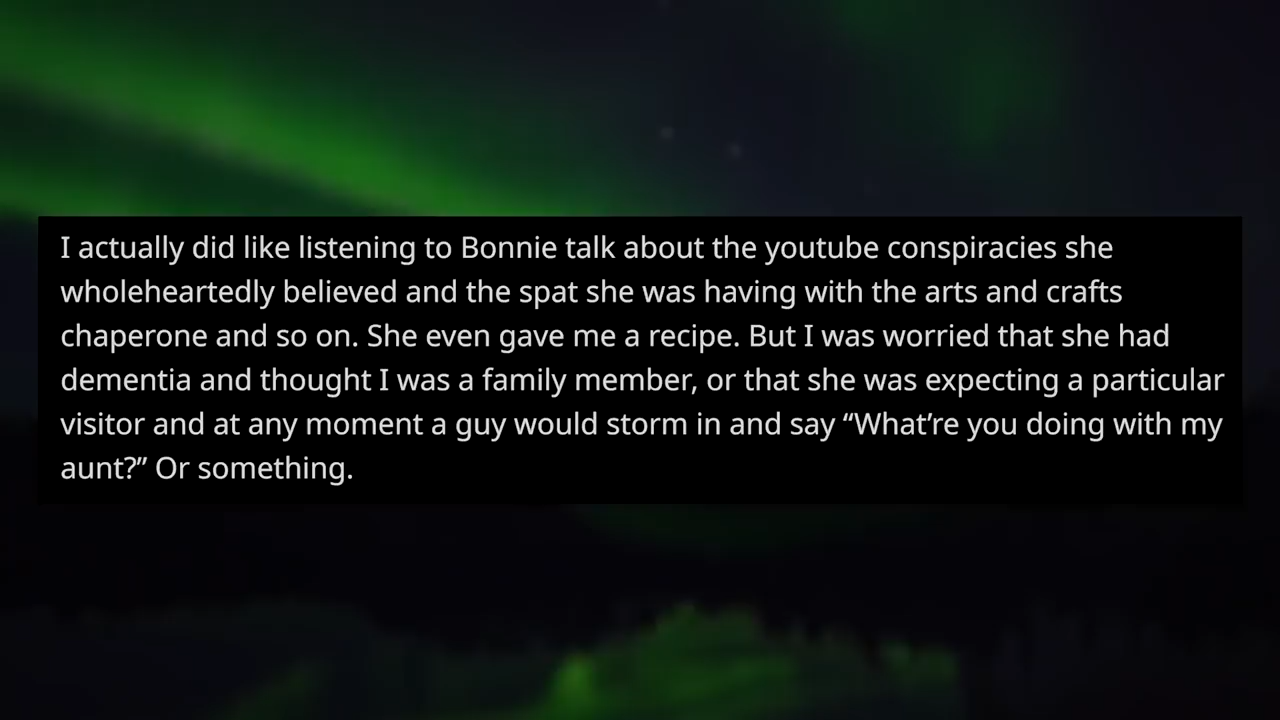 I actually did like listening to Bonnie talk about the youtube conspiracies she
wholeheartedly believed and the spat she was having with the arts and crafts
chaperone and so on. She even gave me a recipe. But I was worried that she had
dementia and thought I was a family member, or that she was expecting a particular
visitor and at any moment a guy would storm in and say “What’re you doing with my
aunt?” Or something.